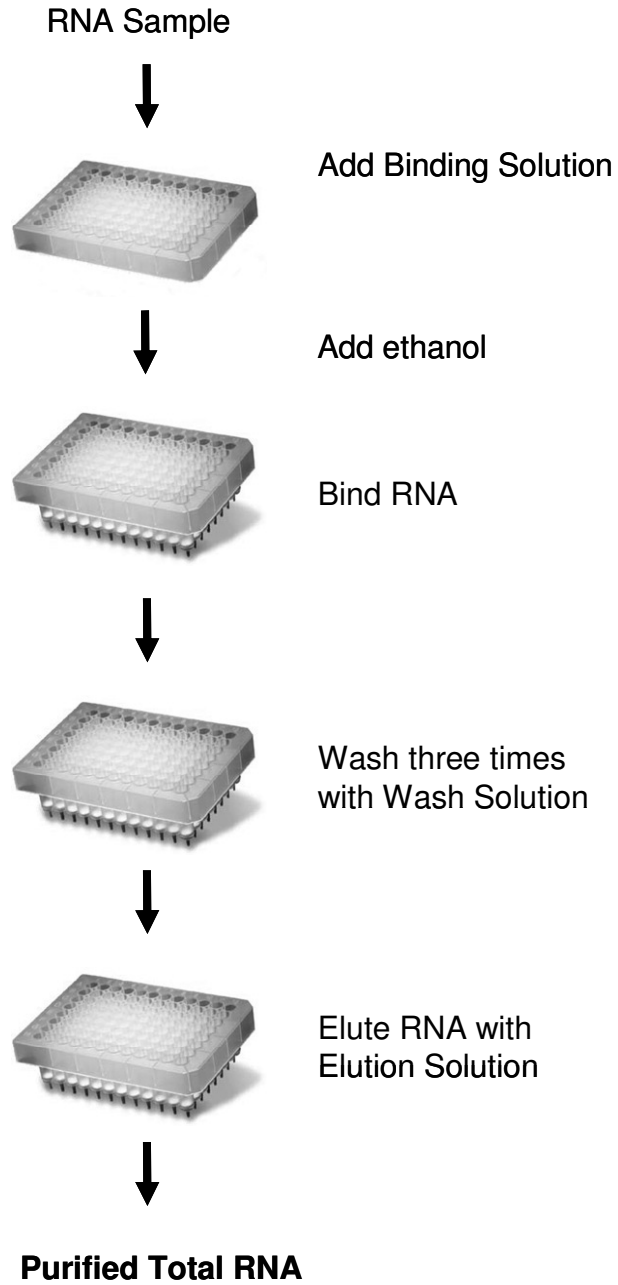 RNA Sample
Add Binding Solution
Add ethanol
Bind RNA
Wash three times
with Wash Solution
Elute RNA with
Elution Solution
Purified Total RNA